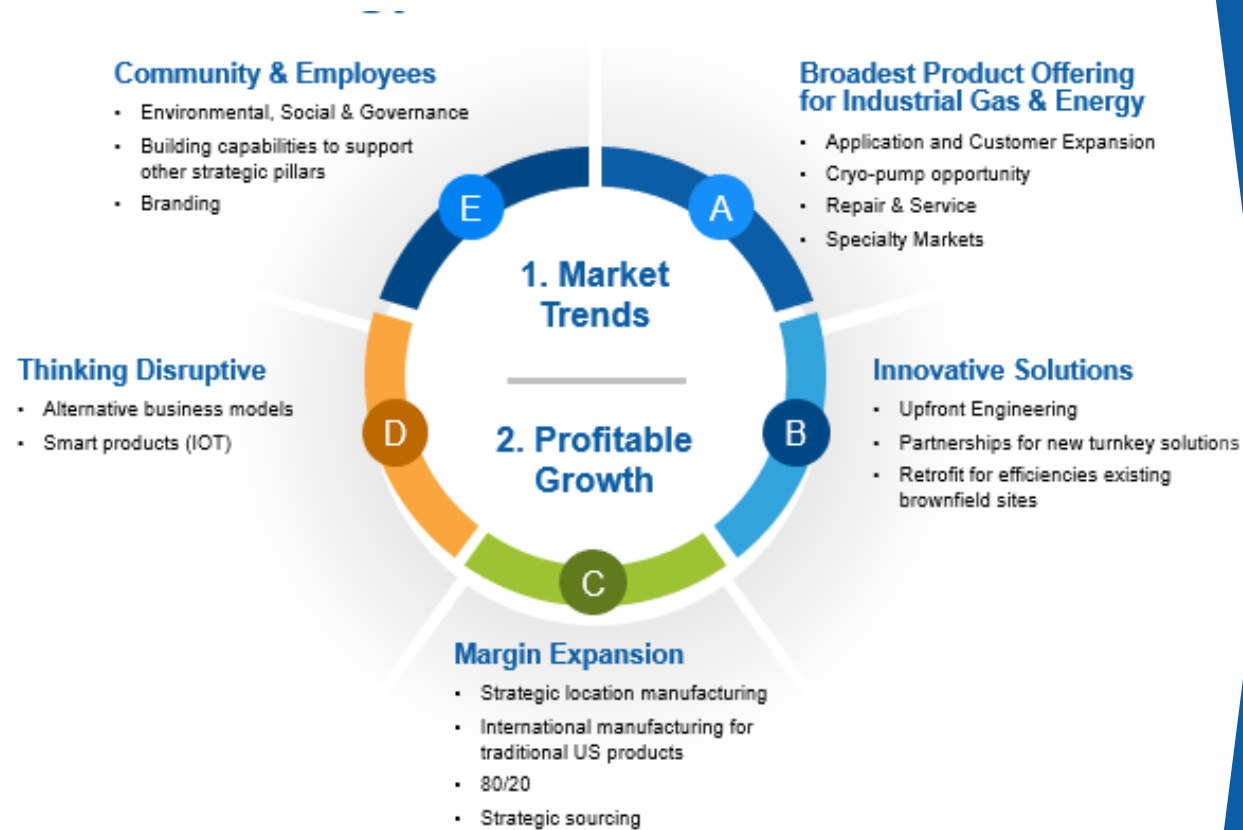 Community & Employees
▪ Environmental, Social & Governance
▪ Building capabilities to support
other strategic pillars
▪ Branding
Broadest Product Offering
for Industrial Gas & Energy
▪ Application and Customer Expansion
▪ Cryo-pump opportunity
▪ Repair & Service
▪ Specialty Markets
E
A
1. Market
Trends
Thinking Disruptive
▪ Alternative business models
▪ Smart products (IOT)
D
2. Profitable
Growth
B
Innovative Solutions
▪ Upfront Engineering
▪ Partnerships for new turnkey solutions
▪ Retrofit for efficiencies existing
brownfield sites
C
Margin Expansion
▪ Strategic location manufacturing
▪ International manufacturing for
traditional US products
▪ 80/20
▪ Strategic sourcing